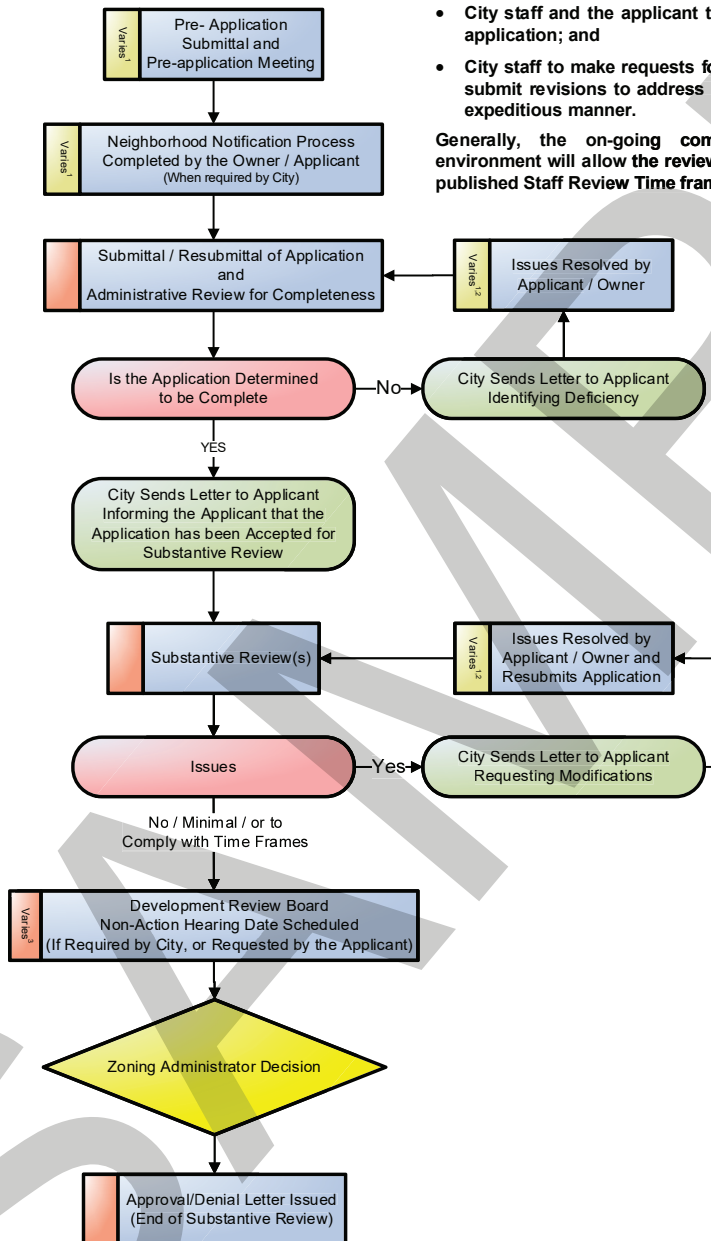 Varies1
Pre- Application
Submittal and
Pre-application Meeting
• City staff and the applicant t
application; and
• City staff to make requests fo
submit revisions to address
expeditious manner.
Generally, the on-going com
environment will allow the review
published Staff Review Time fram
Varies1
Neighborhood Notification Process
Completed by the Owner / Applicant
(When required by City)
Submittal / Resubmittal of Application
and
Administrative Review for Completeness
Varies1,2
Issues Resolved by
Applicant / Owner
Is the Application Determined
to be Complete
No
City Sends Letter to Applicant
Identifying Deficiency
YES
City Sends Letter to Applicant
Informing the Applicant that the
Application has been Accepted for
Substantive Review
Substantive Review(s)
Varies1,2
Issues Resolved by
Applicant / Owner and
Resubmits Application
Issues
Yes
City Sends Letter to Applicant
Requesting Modifications
No / Minimal / or to
Comply with Time Frames
Varies3
Development Review Board
Non-Action Hearing Date Scheduled
(If Required by City, or Requested by the Applicant)
Zoning Administrator Decision
Approval/Denial Letter Issued
(End of Substantive Review)